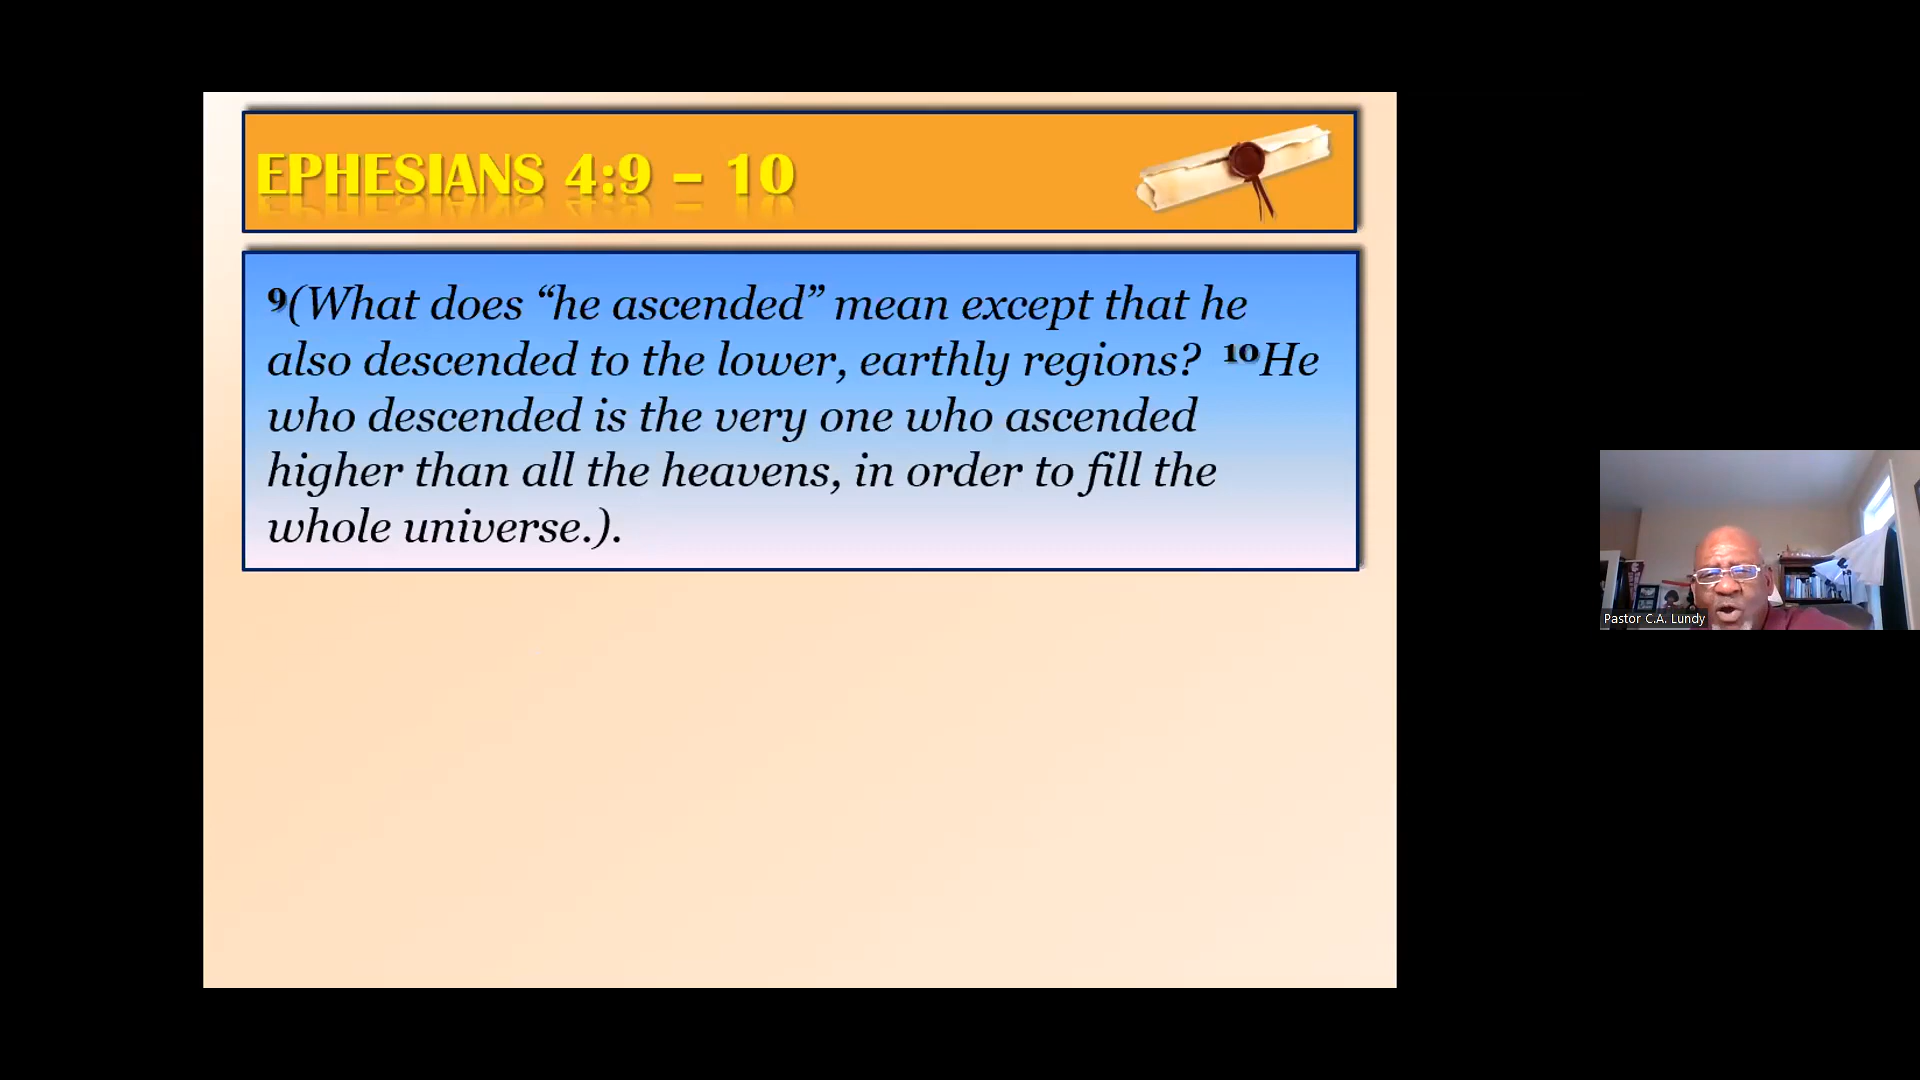 EPHESIANS 4:9 – 10
9(What does “he ascended” mean except that he
also descended to the lower, earthly regions? 10He
who descended is the very one who ascended
higher than all the heavens, in order to fill the
whole universe.).
Pastor C.A. Lundy